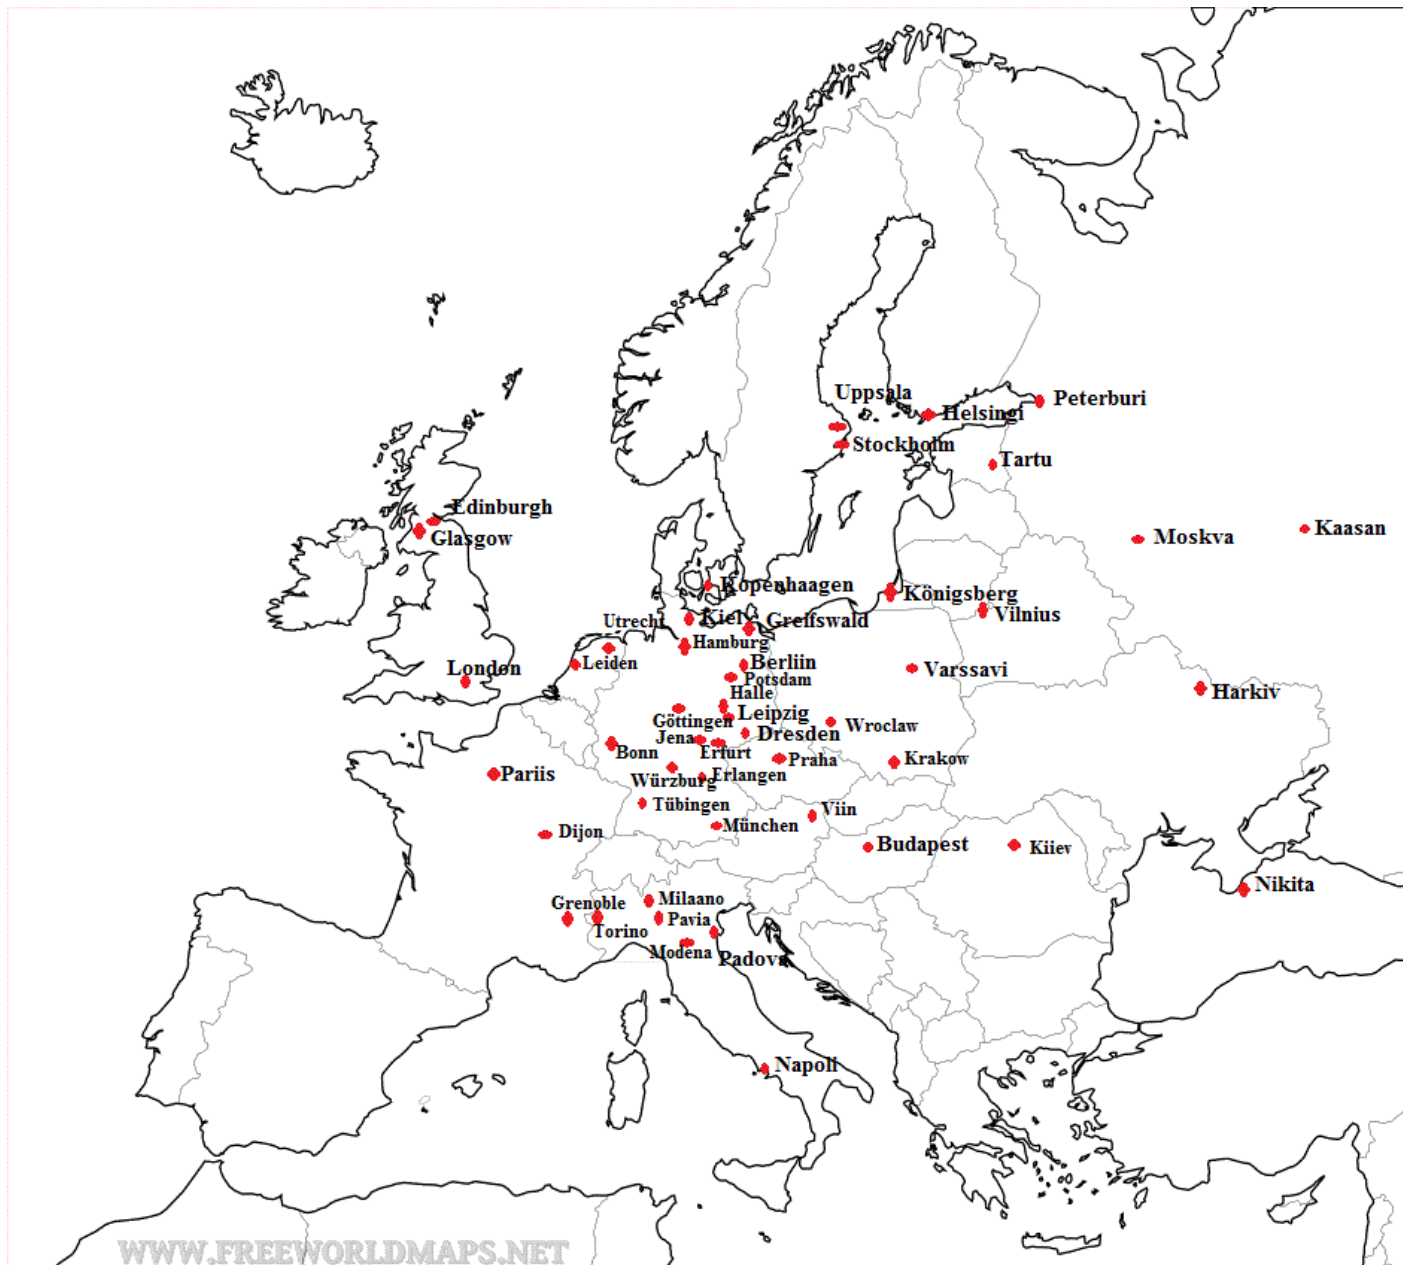 Uppsala
Peterburi
Helsingi
Stockholm
Tartu
Edinburgh
Glasgow
Moskva
Kaasan
Kopenhaagen
Königsberg
Vilnius
Utrecht
Kiel
Greifswald
Hamburg
Leiden
Berliin
London
Potsdam
Varssavi
Halle
Harkiv
Göttingen
Leipzig
Wroclaw
Jena
Dresden
Bonn
Erfurt
Praha
Krakow
Pariis
Würzburg
Erlangen
Tübingen
Viin
München
Dijon
Budapest
Kiiev
Nikita
Grenoble
Milaano
Torino
Pavia
Modena
Padova
Napoli
WWW.FREEWORLDMAPS.NET